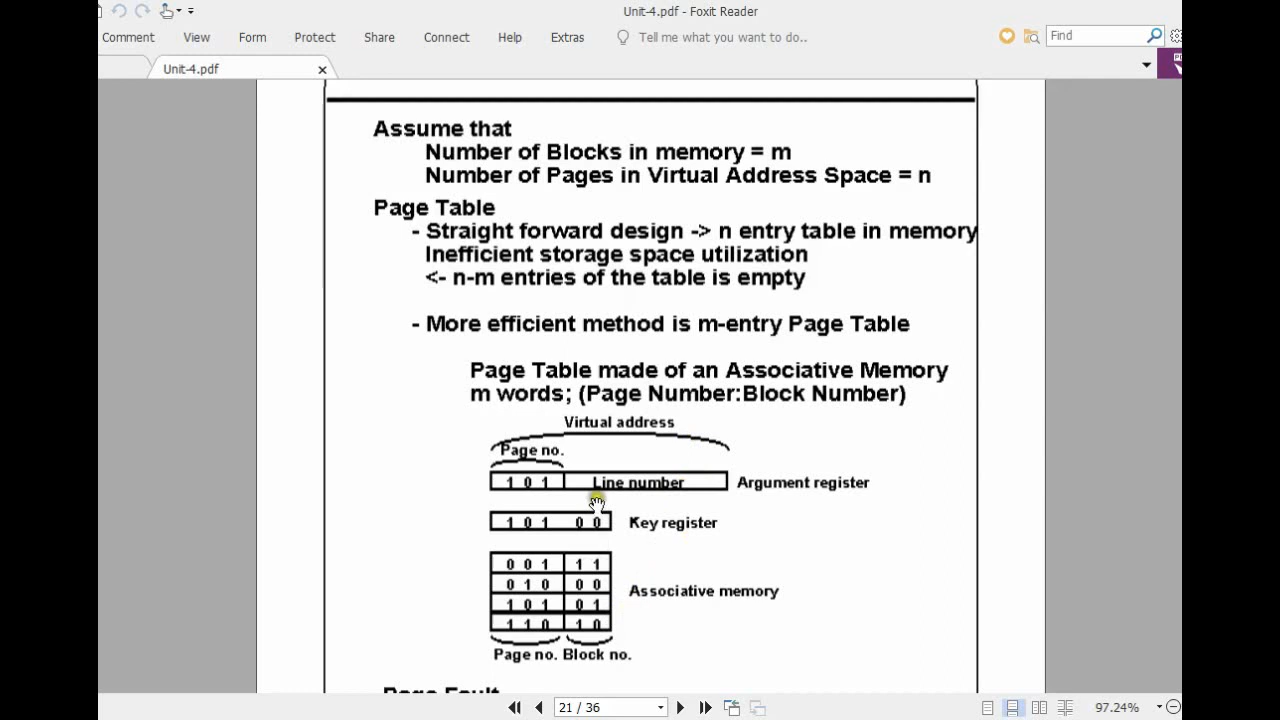 Unit-4.pdf - Foxit Reader
Comment View Form Protect Share Connect Help Extras Tell me what you want to do.. Find
Unit-4.pdf x
Assume that
Number of Blocks in memory = m
Number of Pages in Virtual Address Space = n
Page Table
- Straight forward design -> n entry table in memory
Inefficient storage space utilization
<- n-m entries of the table is empty
- More efficient method is m-entry Page Table
Page Table made of an Associative Memory
m words; (Page Number:Block Number)
Virtual address
Page no.
1 0 1 Line number Argument register
1 0 1 0 0 Key register
0 0 1 1 1
0 1 0 0 0
Associative memory
1 0 1 0 1
1 1 0 1 0
Page no. Block no.
Page Fault
21 / 36 97.24%